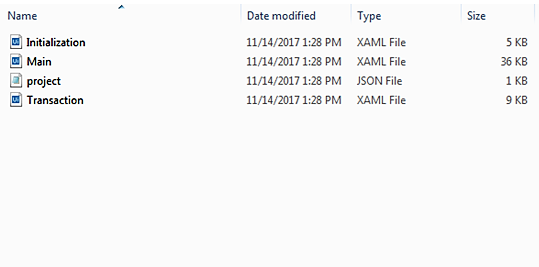 Name Date modified Type Size
Initialization 11/14/2017 1:28 PM XAML File 5 KB
Main 11/14/2017 1:28 PM XAML File 36 KB
project 11/14/2017 1:28 PM JSON File 1 KB
Transaction 11/14/2017 1:28 PM XAML File 9 KB